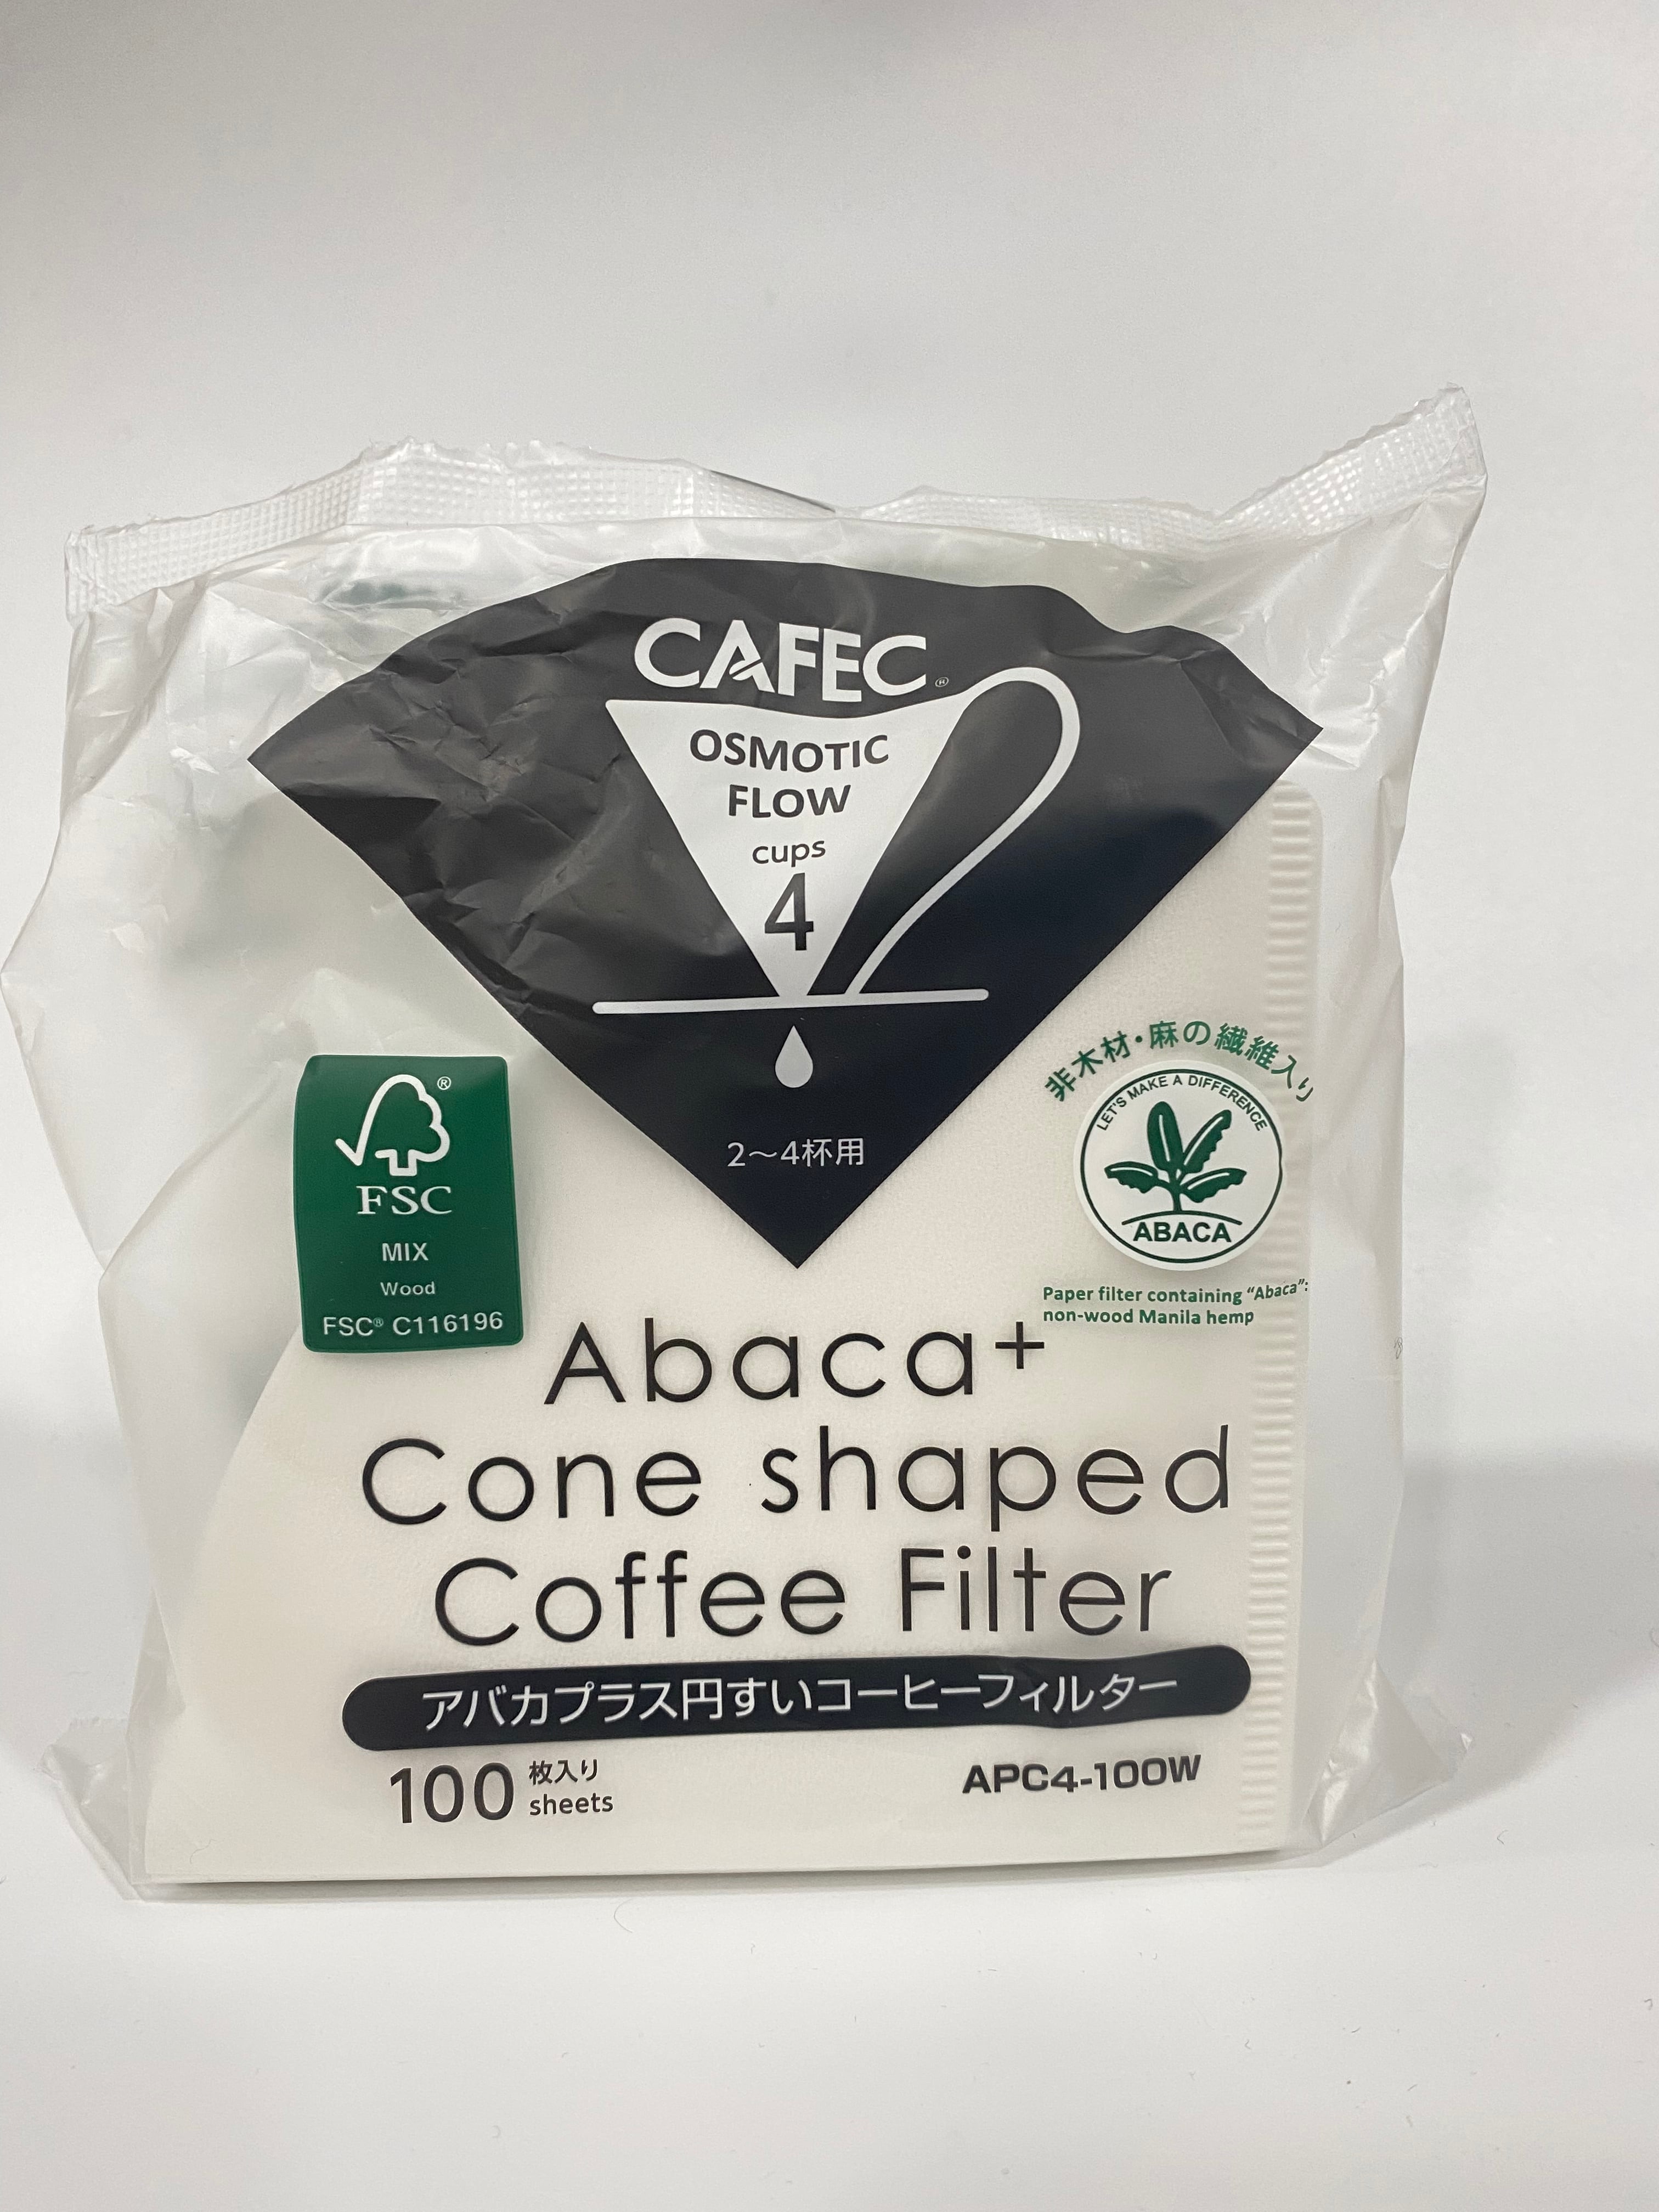 CAFEC®
OSMOTIC
FLOW
cups
4
2〜4杯用
®
FSC
MIX
Wood
FSC® C116196
非木材・麻の繊維入り
LET'S MAKE A DIFFERENCE
ABACA
Paper filter containing “Abaca”:
non-wood Manila hemp
Abaca+
Cone shaped
Coffee Filter
アバカプラス円すいコーヒーフィルター
100 枚入り
sheets
APC4-100W